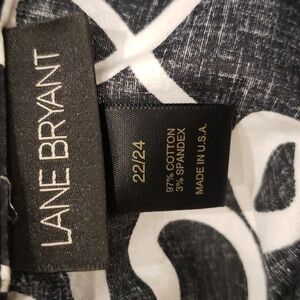 LANE BRYANT
22/24
97% COTTON
3% SPANDEX
MADE IN U.S.A.